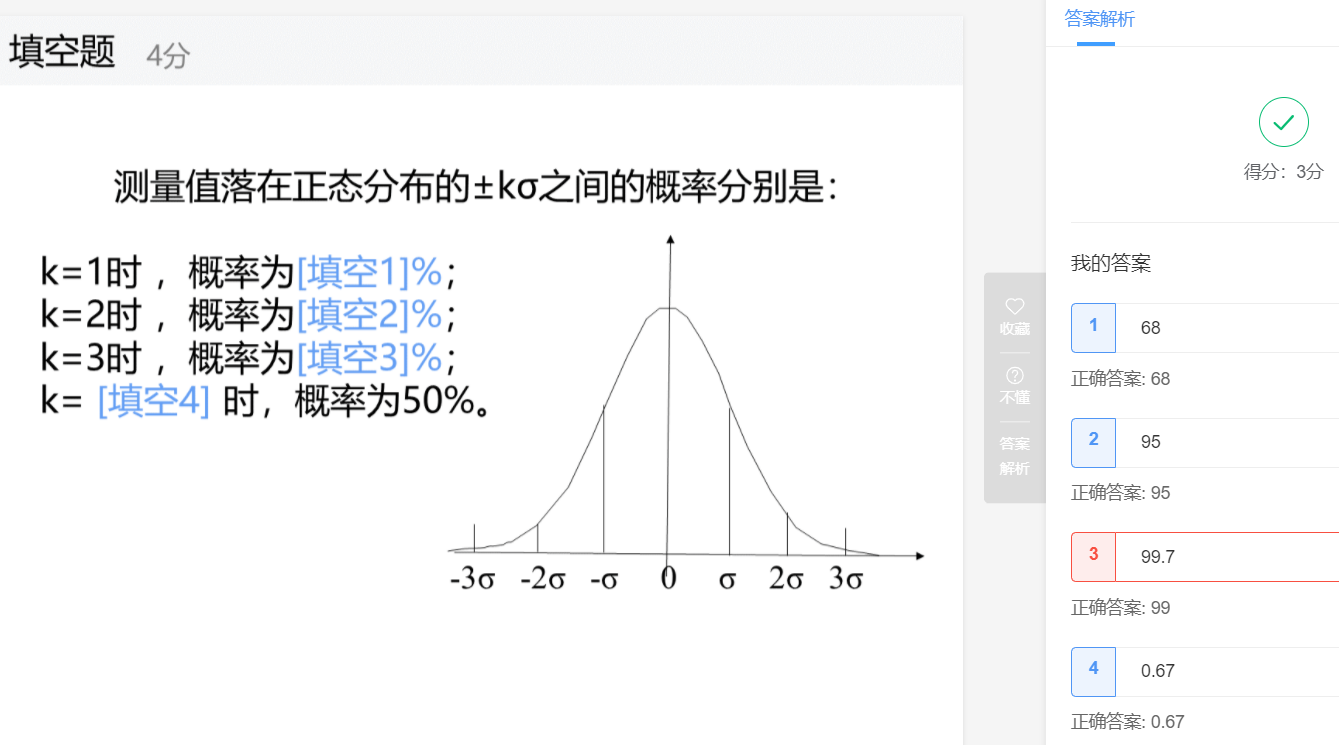 填空题 4分
测量值落在正态分布的±kσ之间的概率分别是：
k=1时 ，概率为[填空1]%；
k=2时 ，概率为[填空2]%；
k=3时 ，概率为[填空3]%；
k= [填空4] 时，概率为50%。
-3σ -2σ -σ 0 σ 2σ 3σ
收藏
不懂
答案
解析
答案解析
得分：3分
我的答案
1 68
正确答案: 68
2 95
正确答案: 95
3 99.7
正确答案: 99
4 0.67
正确答案: 0.67